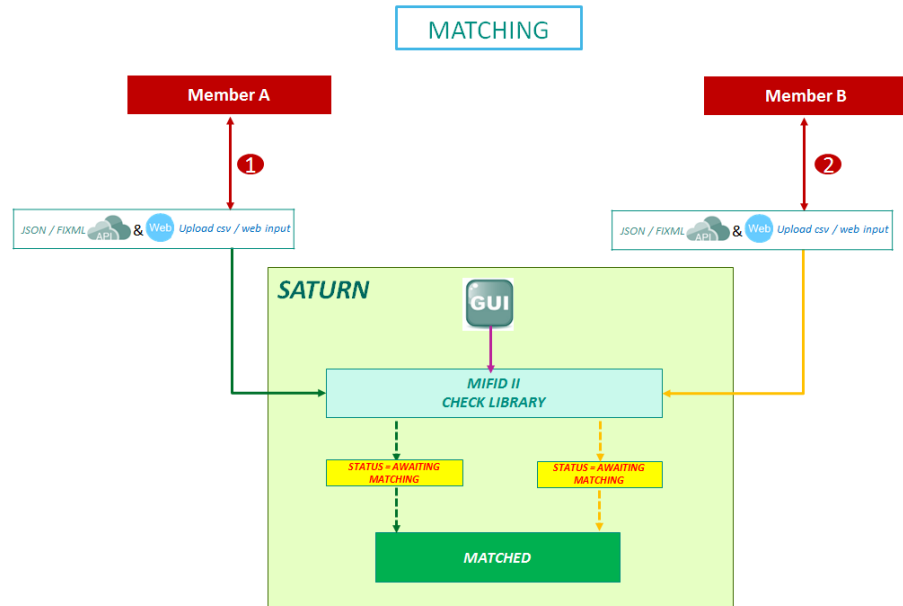 MATCHING
Member A
Member B
1
2
JSON / FIXML API & Web Upload csv / web input
JSON / FIXML API & Web Upload csv / web input
SATURN
GUI
MIFID II
CHECK LIBRARY
STATUS = AWAITING
MATCHING
STATUS = AWAITING
MATCHING
MATCHED